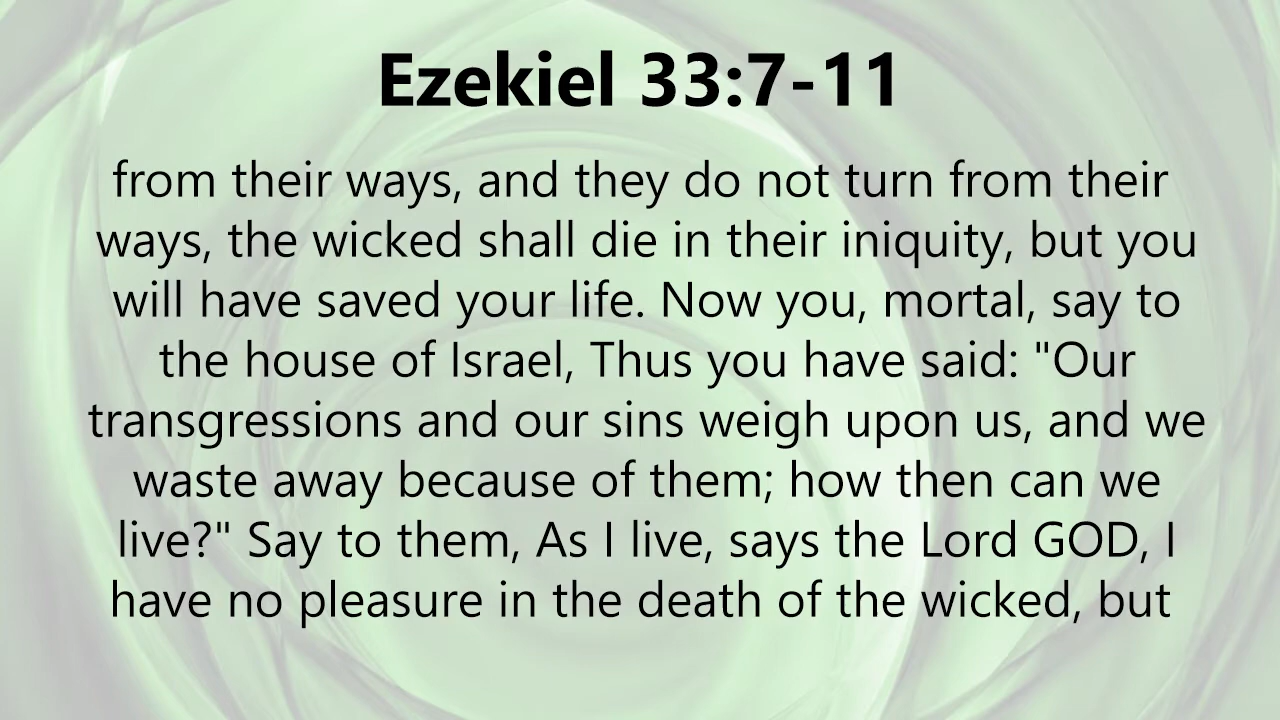 Ezekiel 33:7-11
from their ways, and they do not turn from their
ways, the wicked shall die in their iniquity, but you
will have saved your life. Now you, mortal, say to
the house of Israel, Thus you have said: "Our
transgressions and our sins weigh upon us, and we
waste away because of them; how then can we
live?" Say to them, As I live, says the Lord GOD, I
have no pleasure in the death of the wicked, but